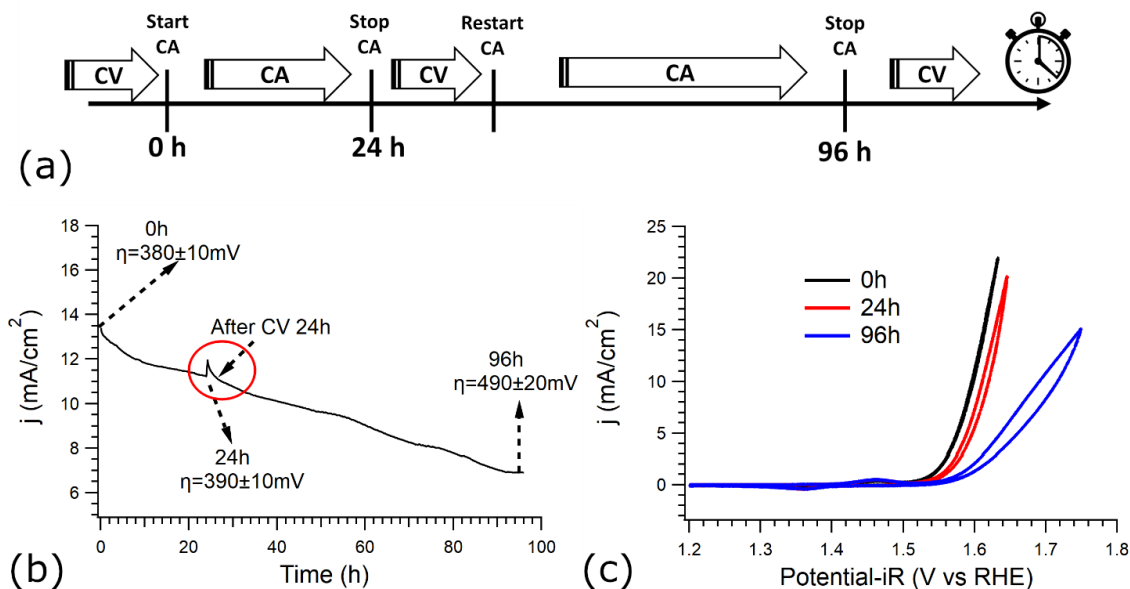 (a)
Start
CA
Stop
CA
Restart
CA
Stop
CA
CV
CA
CV
CA
CV
0 h
24 h
96 h
(b)
j (mA/cm²)
18
16
14
12
10
8
6
0h
η=380±10mV
After CV 24h
24h
η=390±10mV
96h
η=490±20mV
0
20
40
60
80
100
Time (h)
(c)
j (mA/cm²)
25
20
15
10
5
0
0h
24h
96h
1.2
1.3
1.4
1.5
1.6
1.7
1.8
Potential-iR (V vs RHE)